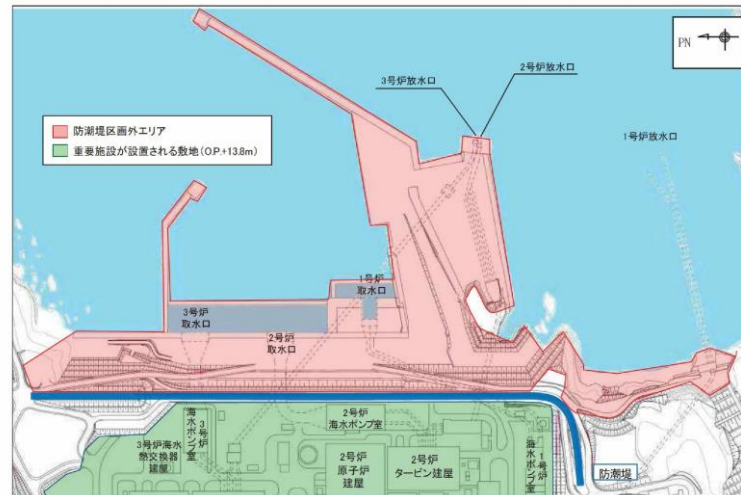 PN
3号炉放水口
2号炉放水口
1号炉放水口
防潮堤区画外エリア
重要施設が設置される敷地(O.P.+13.8m)
1号炉
取水口
3号炉
取水口
2号炉
取水口
3号炉
海水ポンプ室
2号炉
海水ポンプ室
3号炉海水
熱交換器
建屋
2号炉
原子炉
建屋
2号炉
タービン建屋
1号炉
海水ポンプ室
防潮堤